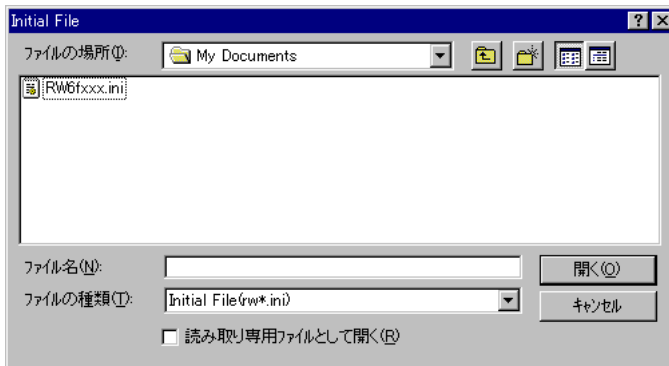 Initial File
ファイルの場所(I):
My Documents
RW6fxxx.ini
ファイル名(N):
開く(O)
ファイルの種類(T):
Initial File(rw*.ini)
キャンセル
読み取り専用ファイルとして開く(R)